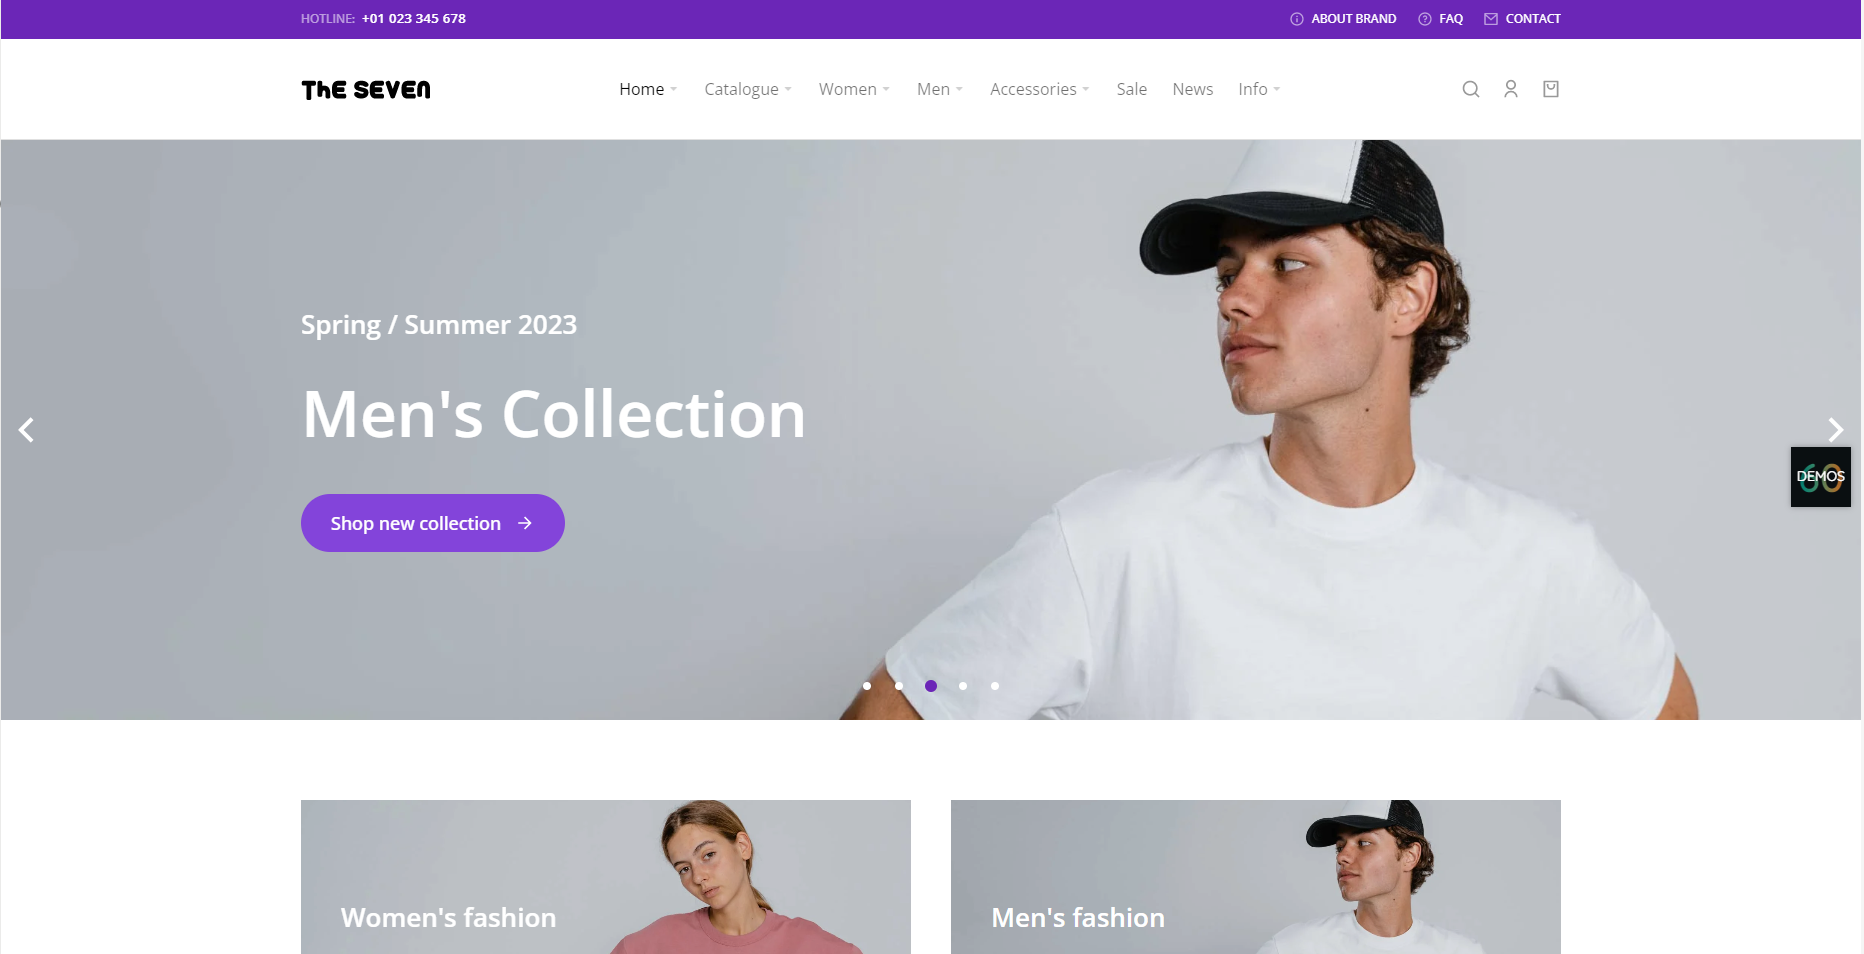 HOTLINE: +01 023 345 678
ABOUT BRAND
FAQ
CONTACT
THE SEVEN
Home
Catalogue
Women
Men
Accessories
Sale
News
Info
Spring / Summer 2023
Men's Collection
Shop new collection
60
DEMOS
Women's fashion
Men's fashion